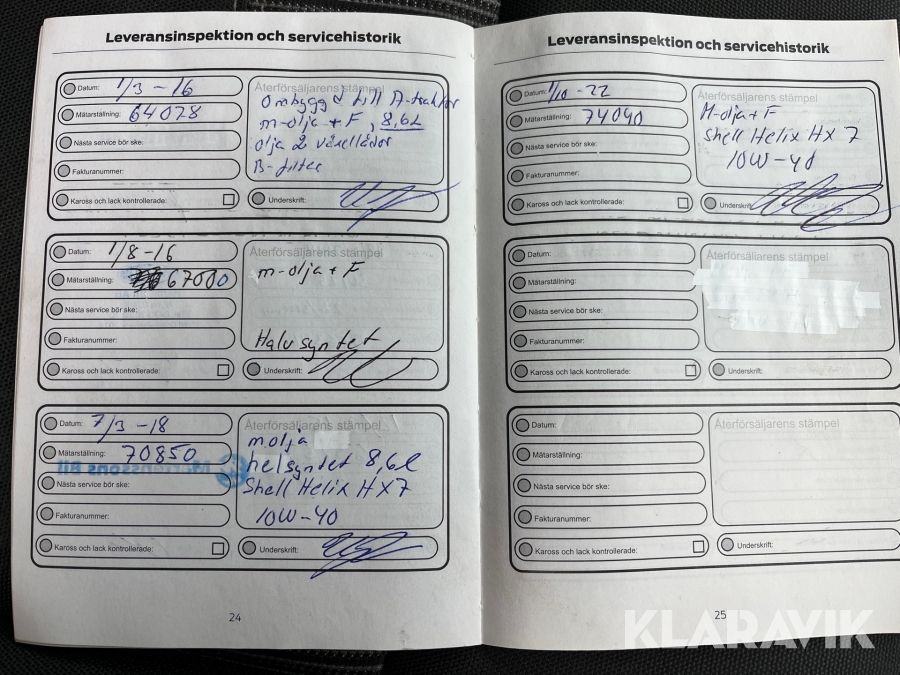 Leveransinspektion och servicehistorik
Datum: 1/3-16
Mätarställning: 64028
Nästa service bör ske:
Fakturanummer:
Kaross och lack kontrollerade:
Återförsäljarens stämpel
Ombyggd till A-traktor
m-olja + F, 8,6L
olja 2 växellådor
B-filter
Underskrift:
Datum: 1/8-16
Mätarställning: 67000
Nästa service bör ske:
Fakturanummer:
Kaross och lack kontrollerade:
Återförsäljarens stämpel
m-olja + F
Halvsyntet
Underskrift:
Datum: 7/3-18
Mätarställning: 70850
Nästa service bör ske:
Fakturanummer:
Kaross och lack kontrollerade:
Återförsäljarens stämpel
molja
helsyntet 8,6l
Shell Helix HX7
10W-40
Underskrift:
24
Leveransinspektion och servicehistorik
Datum: 1/10-22
Mätarställning: 74040
Nästa service bör ske:
Fakturanummer:
Kaross och lack kontrollerade:
Återförsäljarens stämpel
M-olja + F
Shell Helix HX7
10W-40
Underskrift:
Datum:
Mätarställning:
Nästa service bör ske:
Fakturanummer:
Kaross och lack kontrollerade:
Återförsäljarens stämpel
Underskrift:
Datum:
Mätarställning:
Nästa service bör ske:
Fakturanummer:
Kaross och lack kontrollerade:
Återförsäljarens stämpel
Underskrift:
25
KLARAVIK